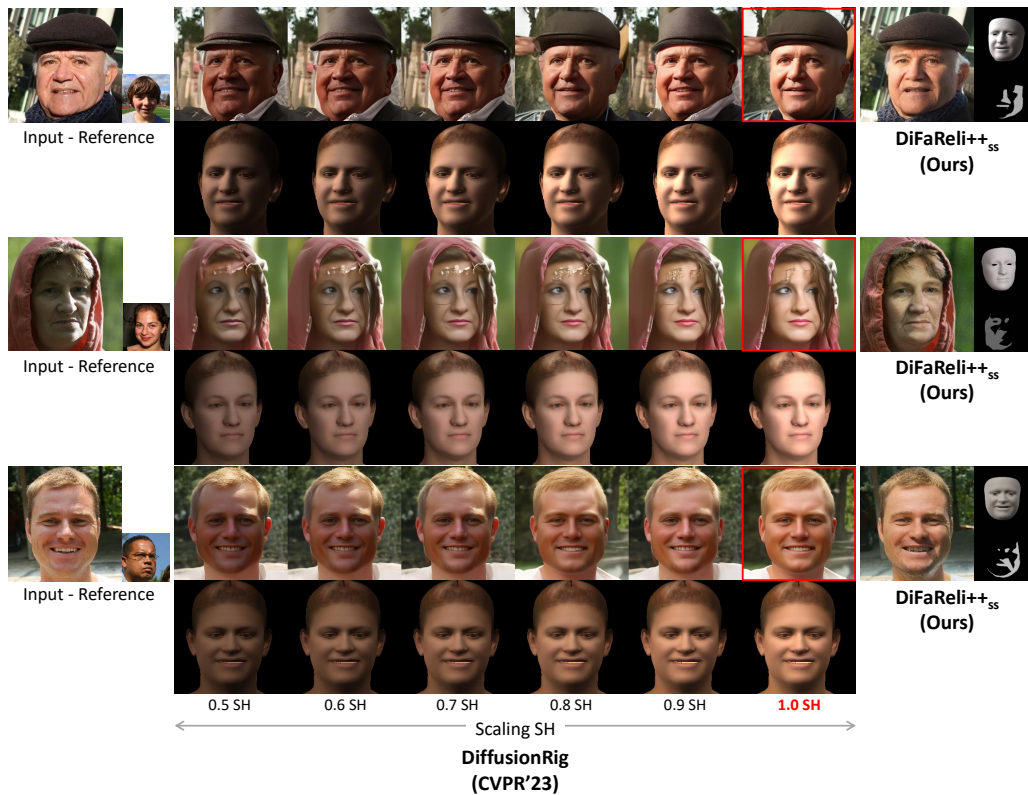 Input - Reference
DiFaReli++ss
(Ours)
Input - Reference
DiFaReli++ss
(Ours)
Input - Reference
DiFaReli++ss
(Ours)
0.5 SH
0.6 SH
0.7 SH
0.8 SH
0.9 SH
1.0 SH
Scaling SH
DiffusionRig
(CVPR'23)